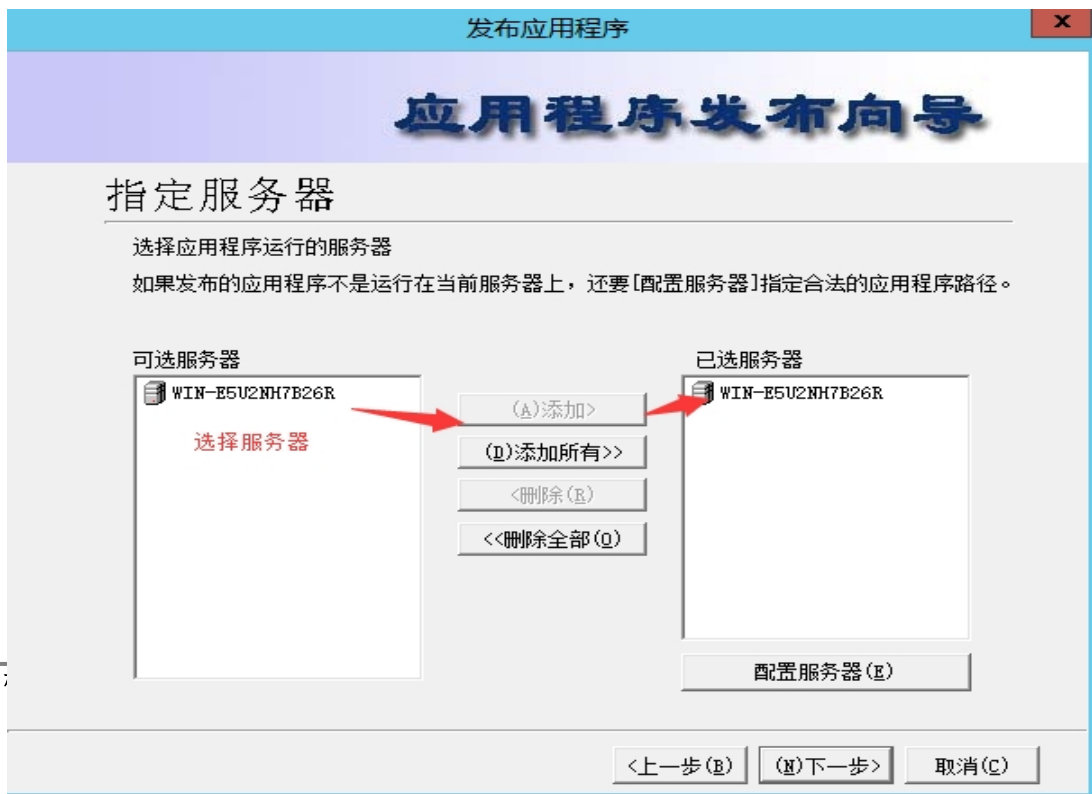 发布应用程序
x
应用程序发布向导
指定服务器
选择应用程序运行的服务器
如果发布的应用程序不是运行在当前服务器上，还要[配置服务器]指定合法的应用程序路径。
可选服务器
已选服务器
WIN-E5U2NH7B26R
WIN-E5U2NH7B26R
选择服务器
(A)添加>
(D)添加所有>>
<删除(R)
<<删除全部(O)
配置服务器(E)
<上一步(B)
(N)下一步>
取消(C)